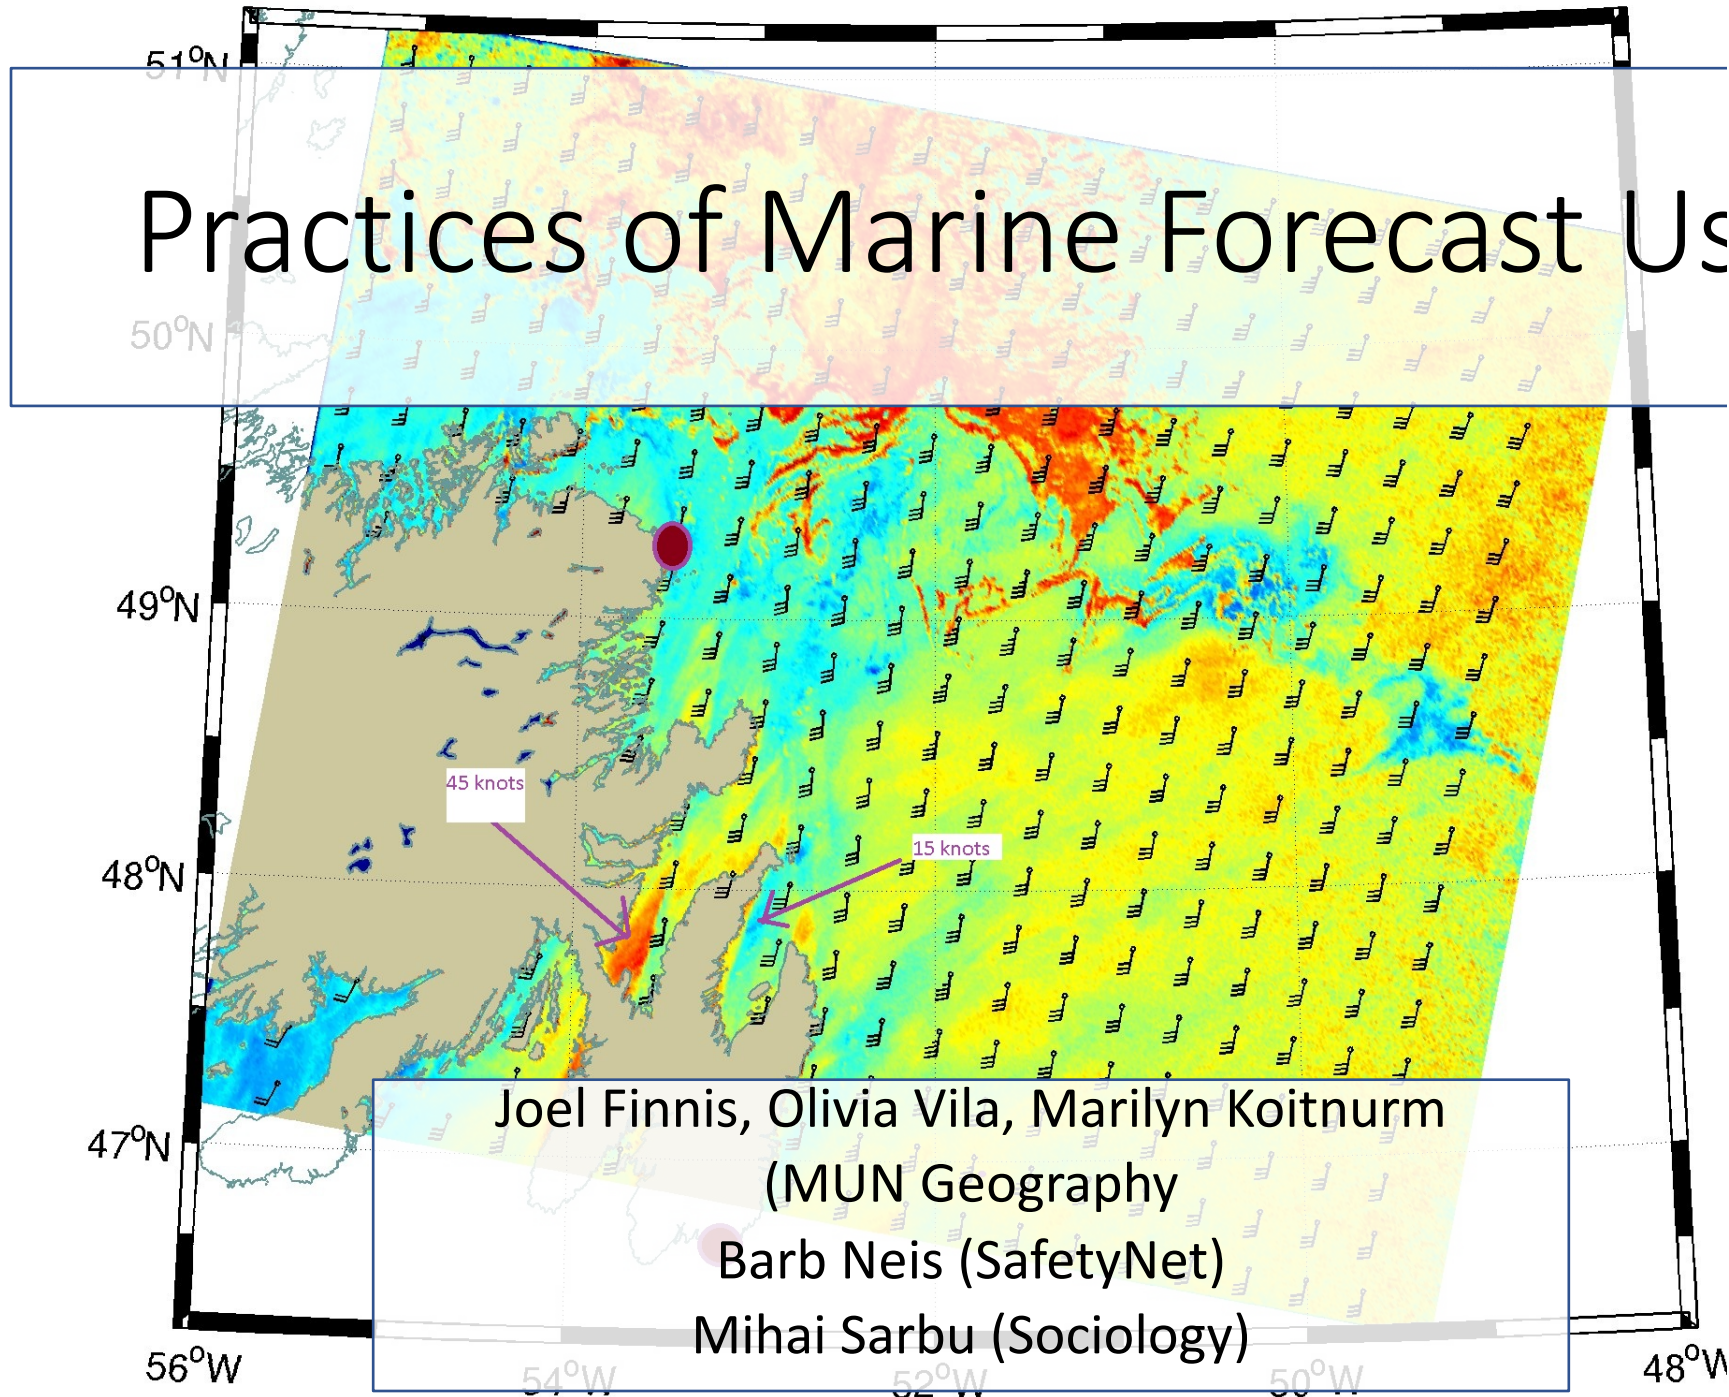 51°N
Practices of Marine Forecast Us
50°N
49°N
45 knots
15 knots
48°N
47°N
Joel Finnis, Olivia Vila, Marilyn Koitnurm
(MUN Geography
Barb Neis (SafetyNet)
Mihai Sarbu (Sociology)
56°W 54°W 52°W 50°W 48°W